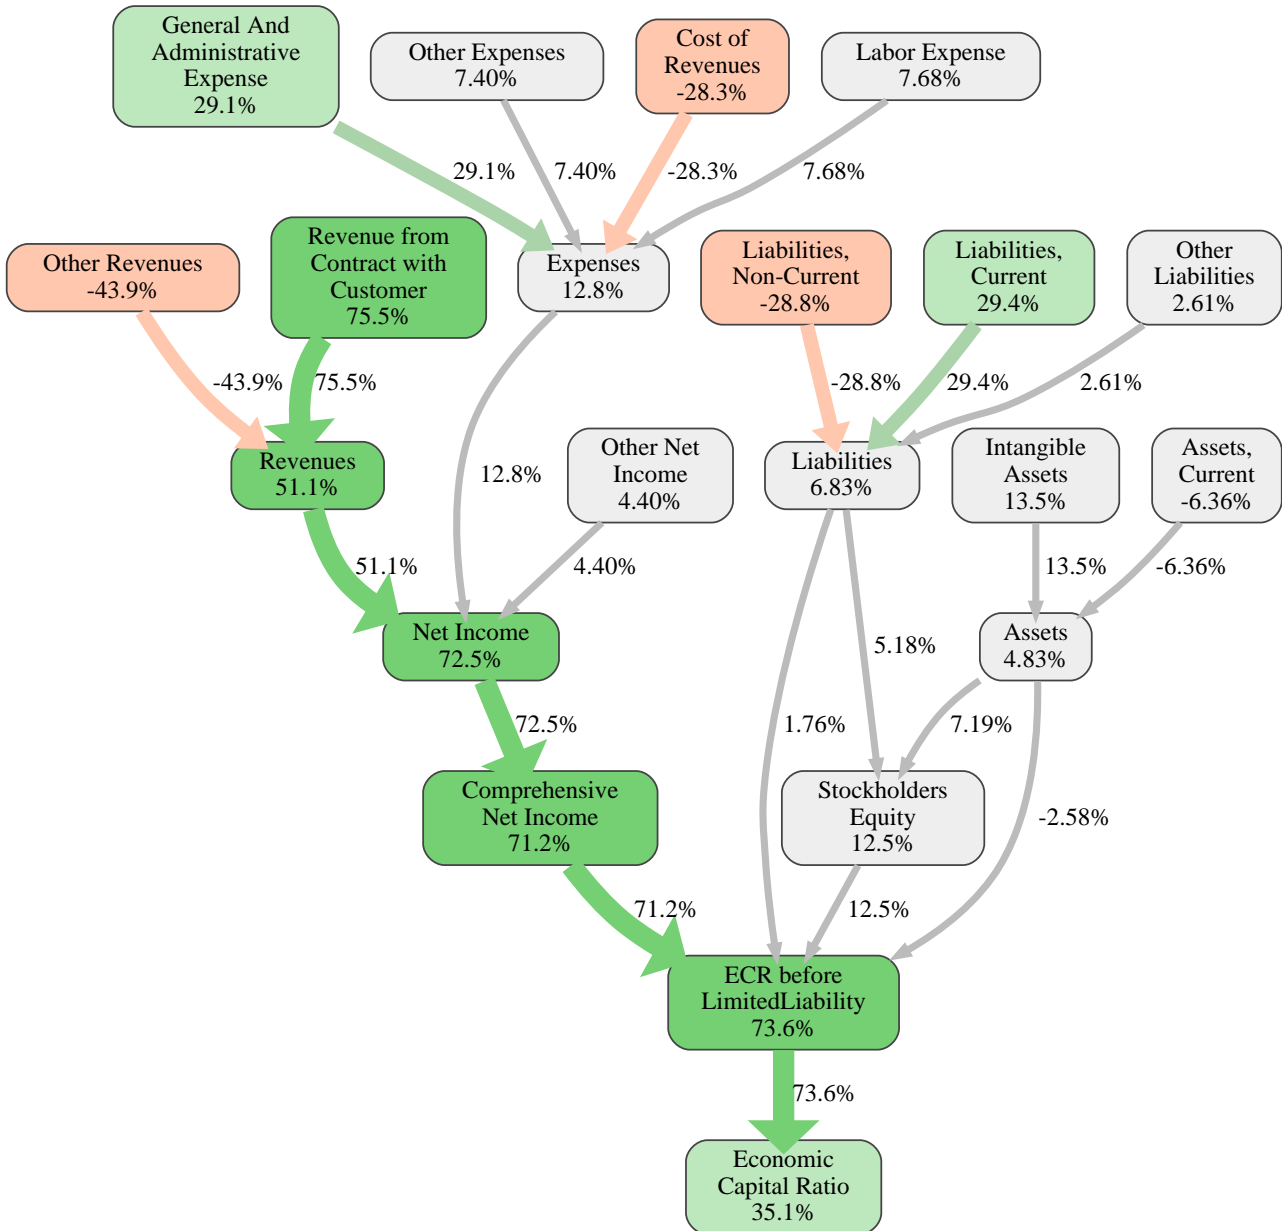 General And
Administrative
Expense
29.1%
Other Expenses
7.40%
Cost of
Revenues
-28.3%
Labor Expense
7.68%
29.1%
7.40%
-28.3%
7.68%
Other Revenues
-43.9%
Revenue from
Contract with
Customer
75.5%
Expenses
12.8%
Liabilities,
Non-Current
-28.8%
Liabilities,
Current
29.4%
Other
Liabilities
2.61%
-43.9%
75.5%
-28.8%
29.4%
2.61%
Revenues
51.1%
12.8%
Other Net
Income
4.40%
Liabilities
6.83%
Intangible
Assets
13.5%
Assets,
Current
-6.36%
51.1%
4.40%
13.5%
-6.36%
Net Income
72.5%
5.18%
Assets
4.83%
72.5%
1.76%
7.19%
-2.58%
Comprehensive
Net Income
71.2%
Stockholders
Equity
12.5%
71.2%
12.5%
ECR before
LimitedLiability
73.6%
73.6%
Economic
Capital Ratio
35.1%